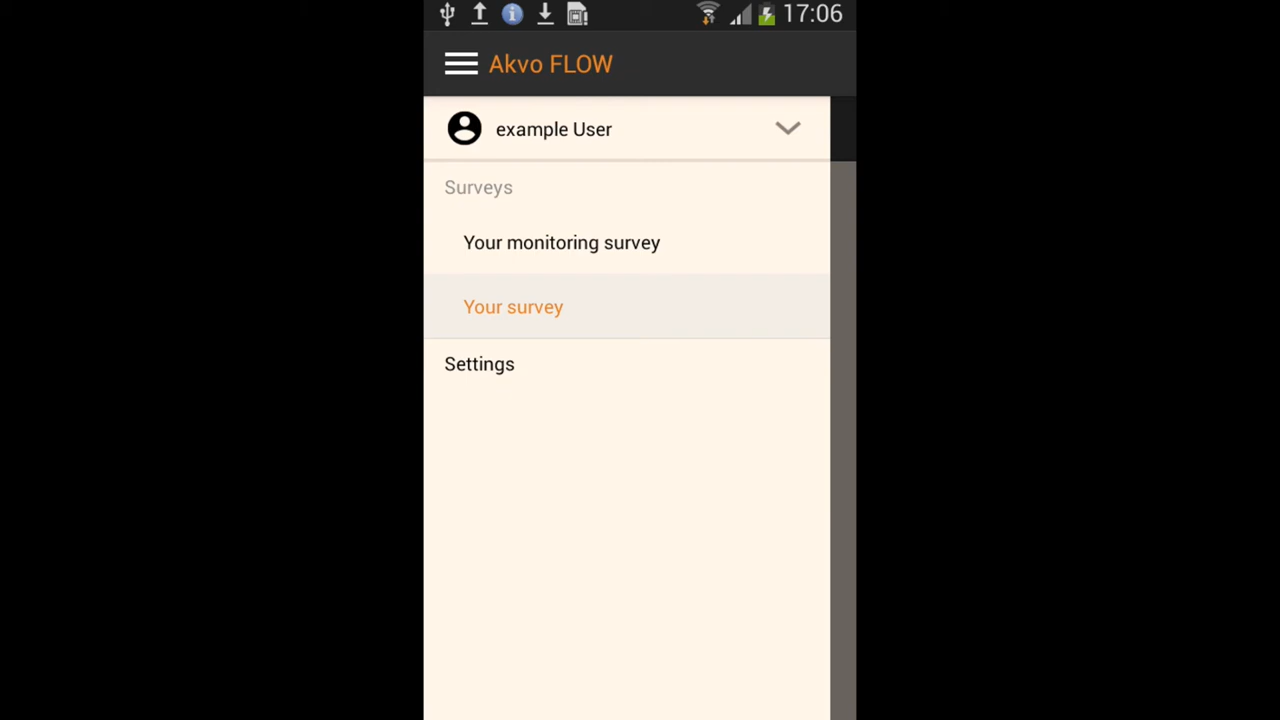 17:06
Akvo FLOW
example User
Surveys
Your monitoring survey
Your survey
Settings